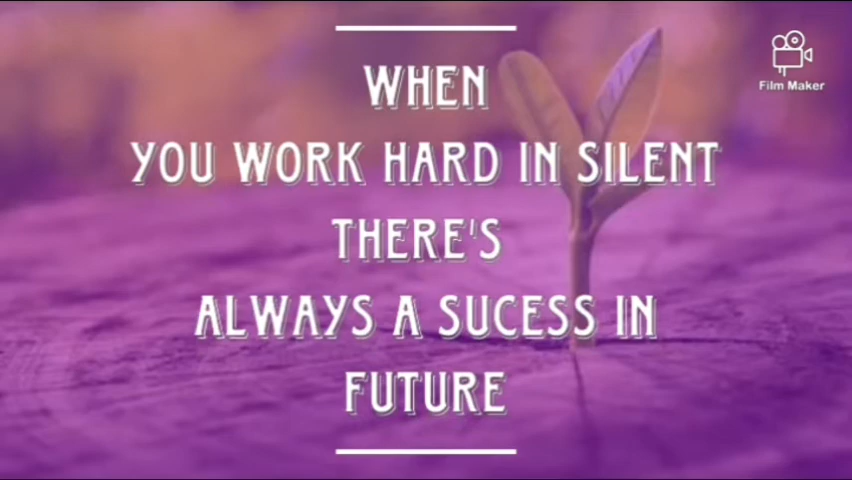 WHEN
YOU WORK HARD IN SILENT
THERE'S
ALWAYS A SUCESS IN
FUTURE
Film Maker